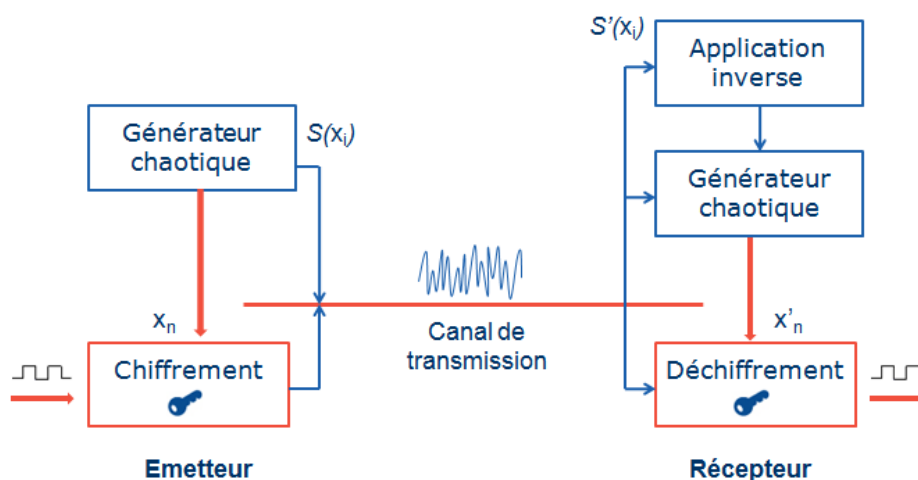 Générateur
chaotique
S(xᵢ)
xₙ
Chiffrement
Emetteur
Canal de
transmission
S’(xᵢ)
Application
inverse
Générateur
chaotique
x’ₙ
Déchiffrement
Récepteur